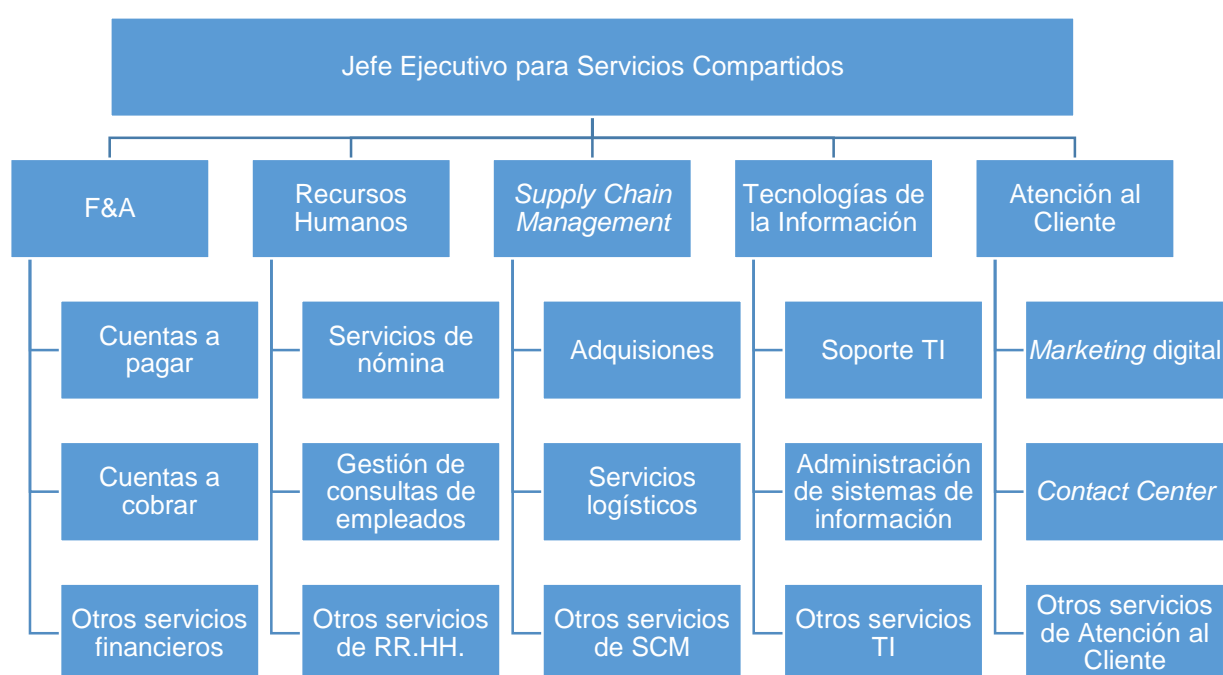 Jefe Ejecutivo para Servicios Compartidos
F&A
Recursos
Humanos
Supply Chain
Management
Tecnologías de
la Información
Atención al
Cliente
Cuentas a
pagar
Servicios de
nómina
Adquisiones
Soporte TI
Marketing digital
Cuentas a
cobrar
Gestión de
consultas de
empleados
Servicios
logísticos
Administración
de sistemas de
información
Contact Center
Otros servicios
financieros
Otros servicios
de RR.HH.
Otros servicios
de SCM
Otros servicios
TI
Otros servicios
de Atención al
Cliente